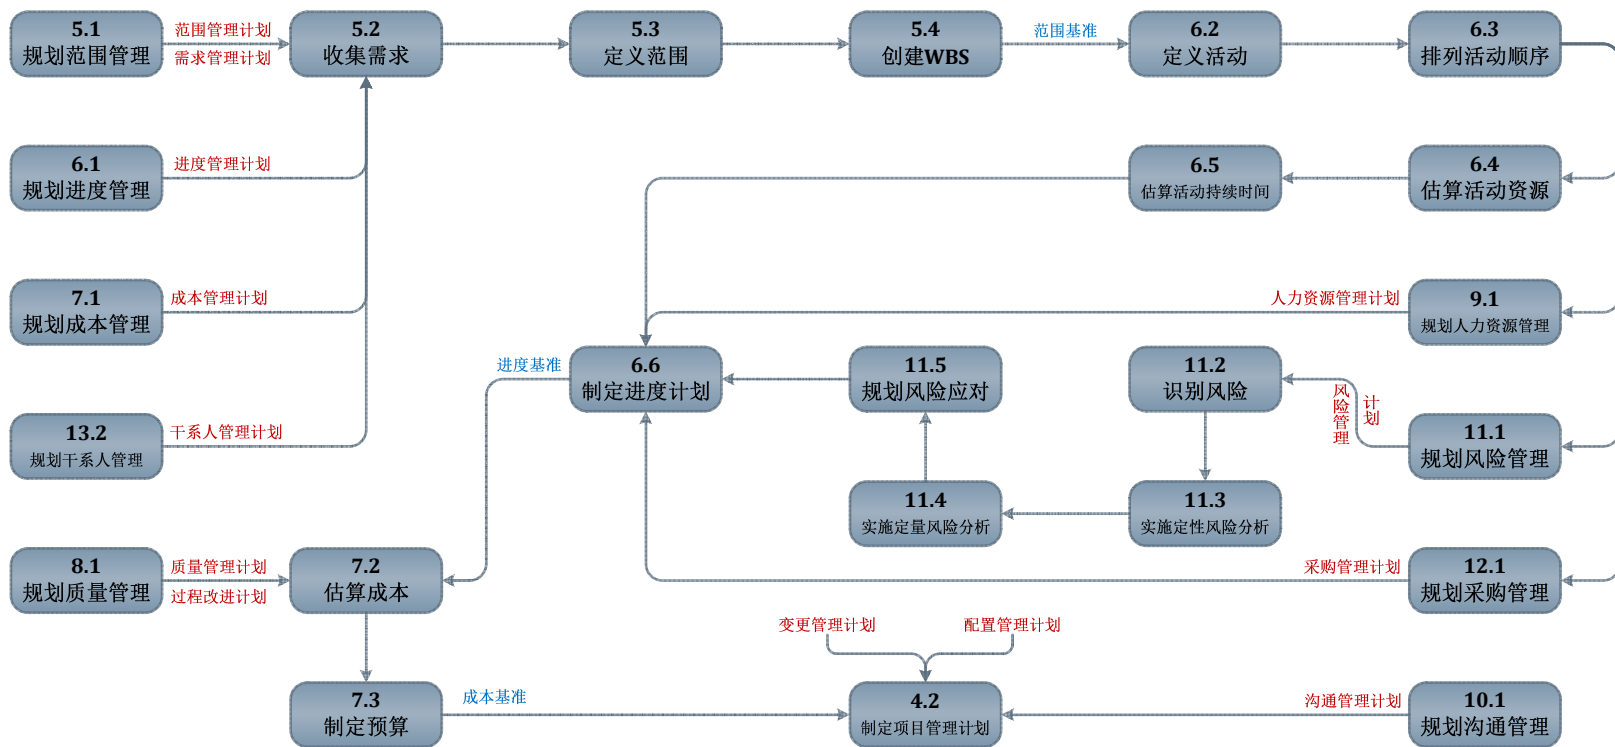 5.1
规划范围管理
范围管理计划
需求管理计划
5.2
收集需求
5.3
定义范围
5.4
创建WBS
范围基准
6.2
定义活动
6.3
排列活动顺序
6.1
规划进度管理
进度管理计划
6.5
估算活动持续时间
6.4
估算活动资源
7.1
规划成本管理
成本管理计划
人力资源管理计划
9.1
规划人力资源管理
进度基准
6.6
制定进度计划
11.5
规划风险应对
11.2
识别风险
风险管理
计划
13.2
规划干系人管理
干系人管理计划
11.1
规划风险管理
11.4
实施定量风险分析
11.3
实施定性风险分析
8.1
规划质量管理
质量管理计划
过程改进计划
7.2
估算成本
采购管理计划
12.1
规划采购管理
变更管理计划
配置管理计划
7.3
制定预算
成本基准
4.2
制定项目管理计划
沟通管理计划
10.1
规划沟通管理